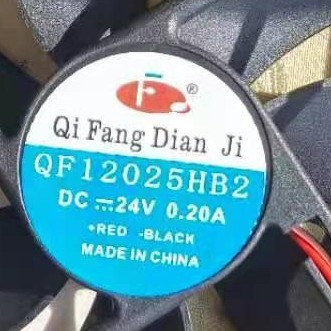 F ®
Qi Fang Dian Ji
QF12025HB2
DC ⎓24V 0.20A
+RED -BLACK
MADE IN CHINA